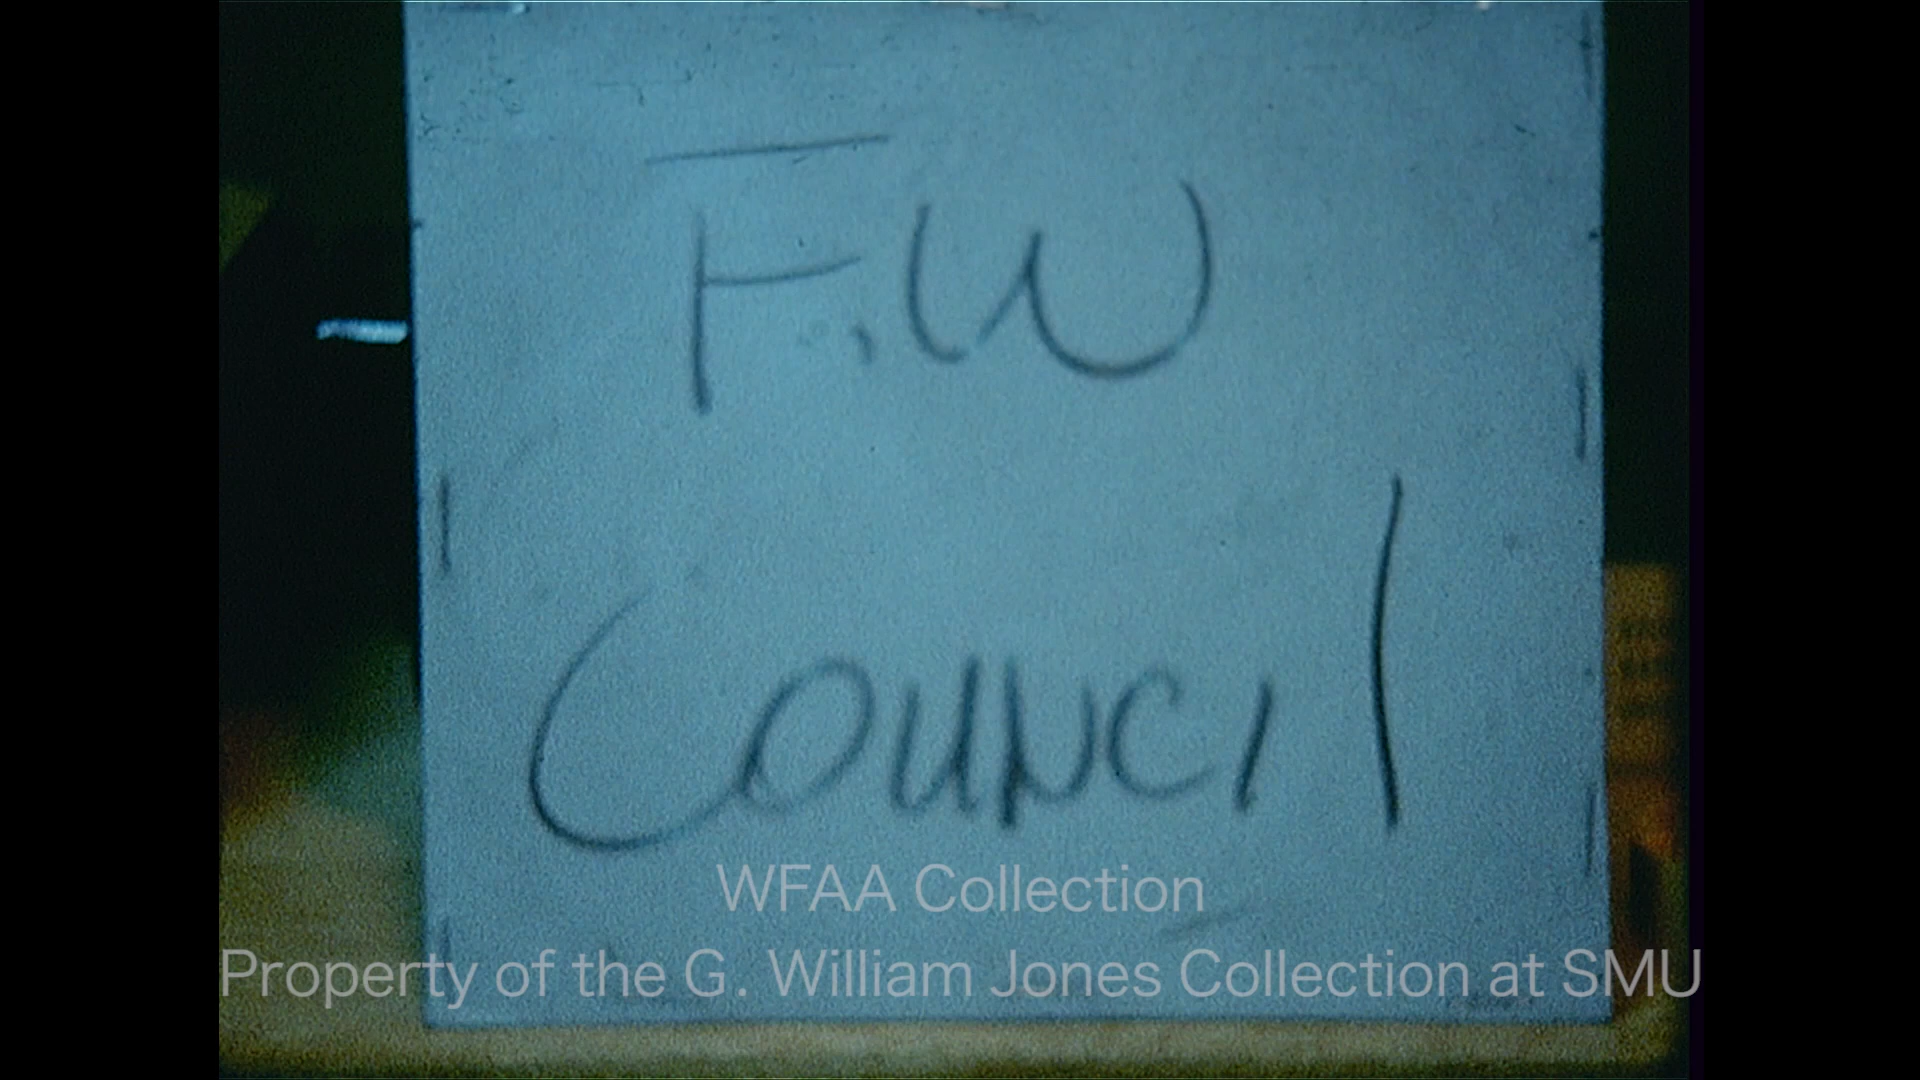 F.W
Council
WFAA Collection
Property of the G. William Jones Collection at SMU